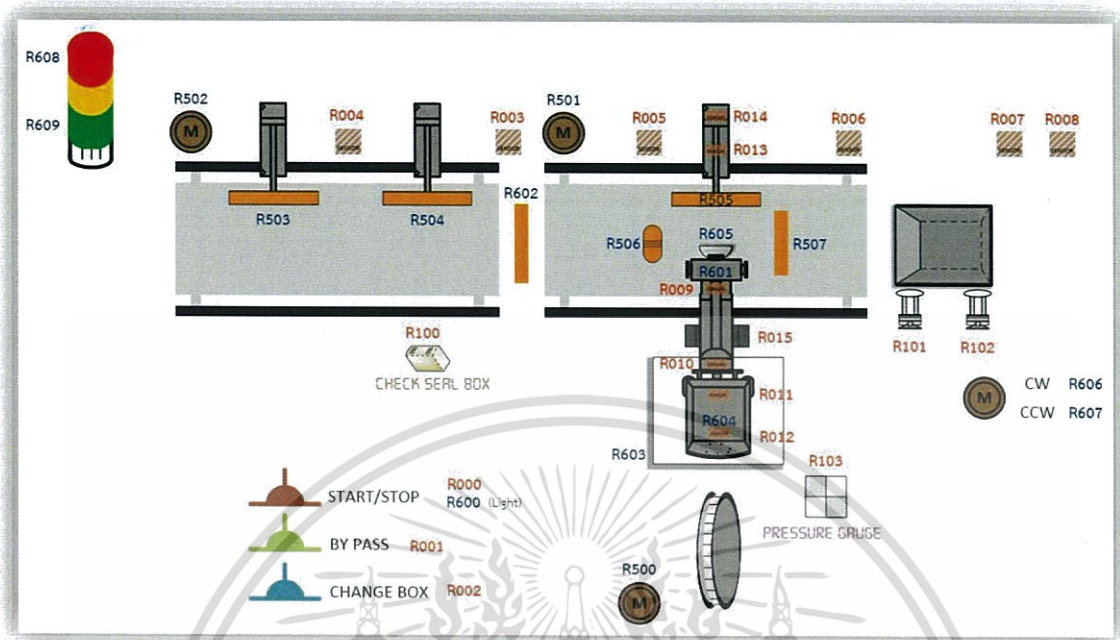 R608
R609
R502
R004
R003
R501
R005
R014
R013
R006
R007
R008
M
M
R503
R504
R602
R505
R506
R605
R507
R601
R009
R100
CHECK SEAL BOX
R015
R010
R011
R604
R012
R603
R101
R102
M
CW R606
CCW R607
R103
PRESSURE GAUGE
START/STOP
R000
R600 (Light)
BY PASS R001
CHANGE BOX R002
R500
M